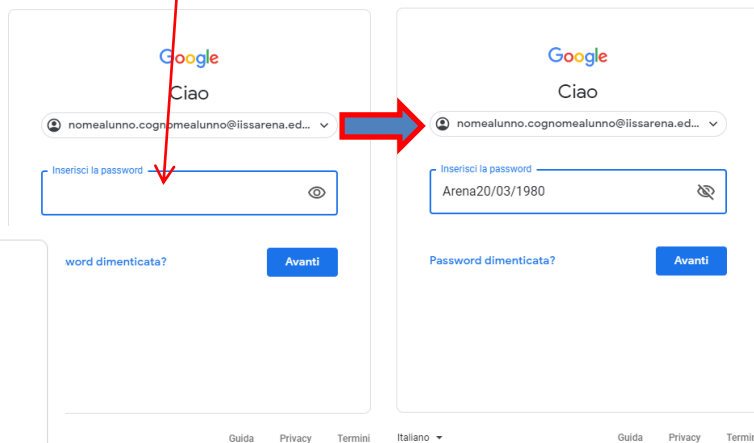 Google
Ciao
nomealunno.cognomealunno@iissarena.ed...
Inserisci la password
word dimenticata?
Avanti
Guida Privacy Termini
Google
Ciao
nomealunno.cognomealunno@iissarena.ed...
Inserisci la password
Arena20/03/1980
Password dimenticata?
Avanti
Italiano
Guida Privacy Termin